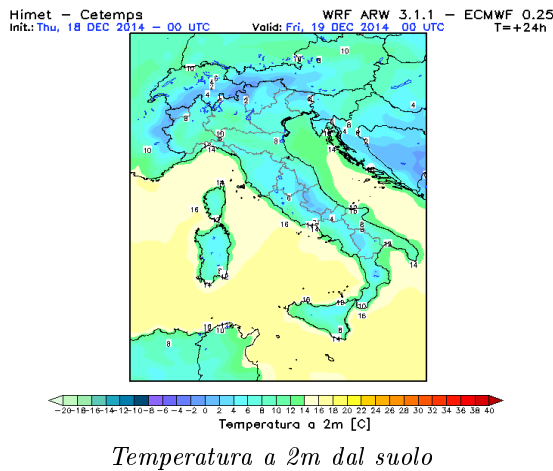 Himet – Cetemps WRF ARW 3.1.1 – ECMWF 0.25
Init.: Thu, 18 DEC 2014 – 00 UTC Valid: Fri, 19 DEC 2014 00 UTC T=+24h
-20-18-16-14-12-10 -8 -6 -4 -2 0 2 4 6 8 10 12 14 16 18 20 22 24 26 28 30 32 34 36 38 40
Temperatura a 2m [C]
Temperatura a 2m dal suolo